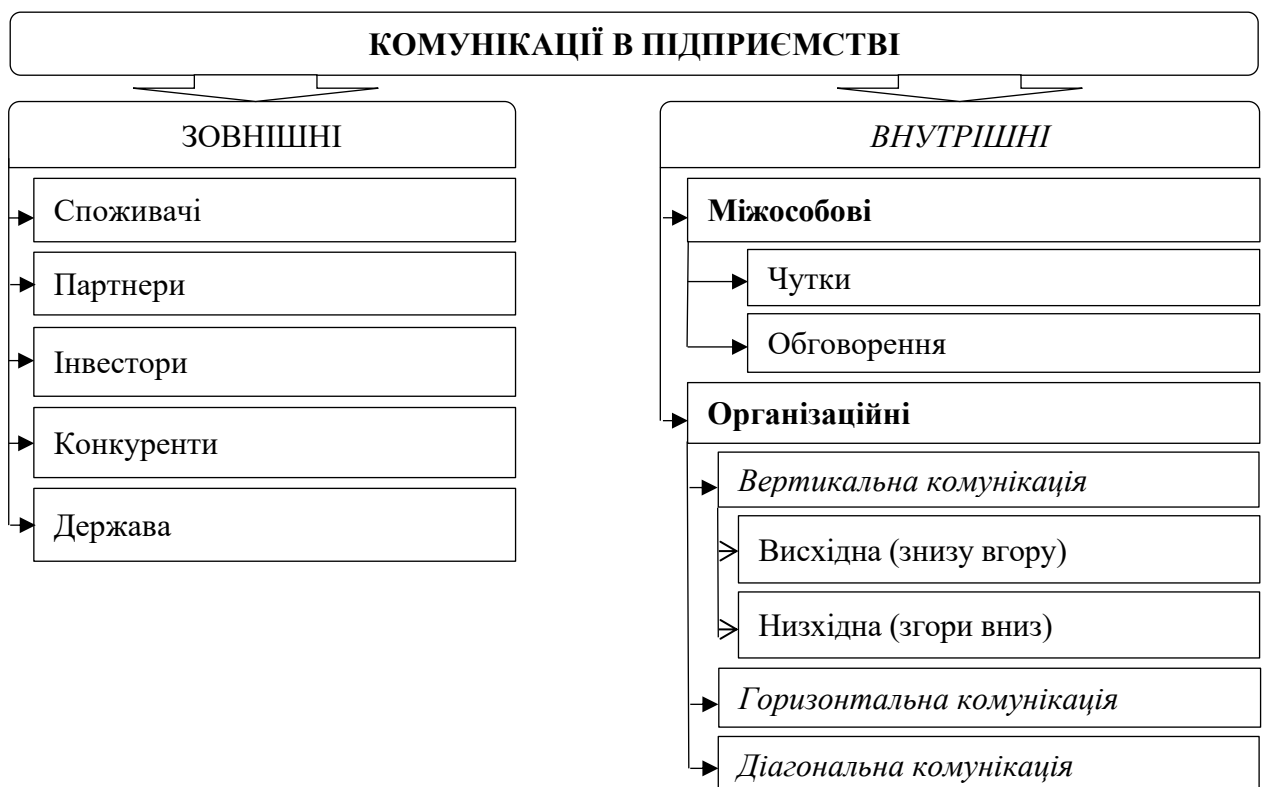 КОМУНІКАЦІЇ В ПІДПРИЄМСТВІ
ЗОВНІШНІ
Споживачі
Партнери
Інвестори
Конкуренти
Держава
ВНУТРІШНІ
Міжособові
Чутки
Обговорення
Організаційні
Вертикальна комунікація
Висхідна (знизу вгору)
Низхідна (згори вниз)
Горизонтальна комунікація
Діагональна комунікація